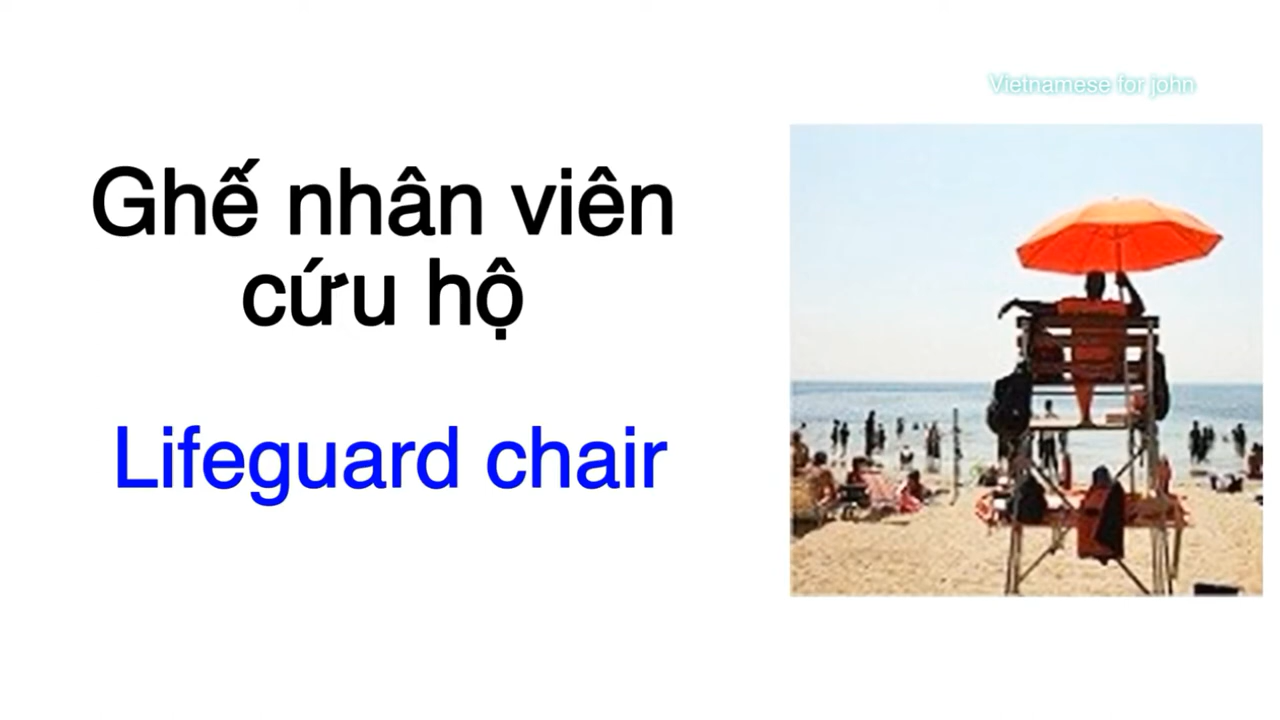 Vietnamese for john
Ghế nhân viên
cứu hộ
Lifeguard chair